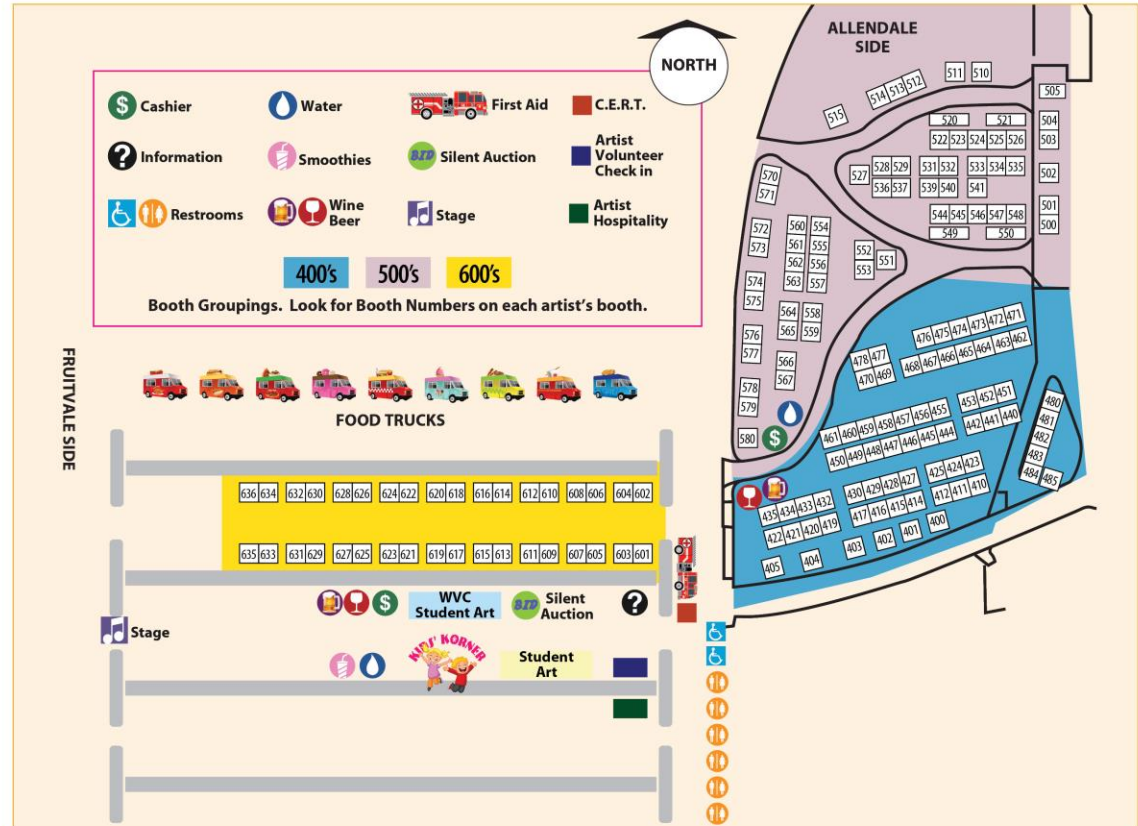 ALLENDALE
SIDE
NORTH
$ Cashier
Water
First Aid
C.E.R.T.
? Information
Smoothies
BID Silent Auction
Artist
Volunteer
Check in
Restrooms
Wine
Beer
Stage
Artist
Hospitality
400's 500's 600's
Booth Groupings. Look for Booth Numbers on each artist's booth.
511 510
514 513 512
515
505
504
503
502
501
500
520 521
522 523 524 525 526
527
528 529 531 532 533 534 535
536 537 539 540 541
544 545 546 547 548
549 550
570
571
572
573
574
575
576
577
578
579
580
560
561
562
563
554
555
556
557
564
565
558
559
566
567
552
553
551
$
476 475 474 473 472 471
478 477
470 469
468 467 466 465 464 463 462
461 460 459 458 457 456 455
453 452 451
450 449 448 447 446 445 444
442 441 440
480
481
482
483
484 485
435 434 433 432
430 429 428 427
425 424 423
422 421 420 419
417 416 415 414
412 411 410
405 404 403 402 401 400
FRUITVALE SIDE
FOOD TRUCKS
636 634 632 630 628 626 624 622 620 618 616 614 612 610 608 606 604 602
635 633 631 629 627 625 623 621 619 617 615 613 611 609 607 605 603 601
$
WVC
Student Art
BID
Silent
Auction
?
Stage
KIDS' KORNER
Student
Art